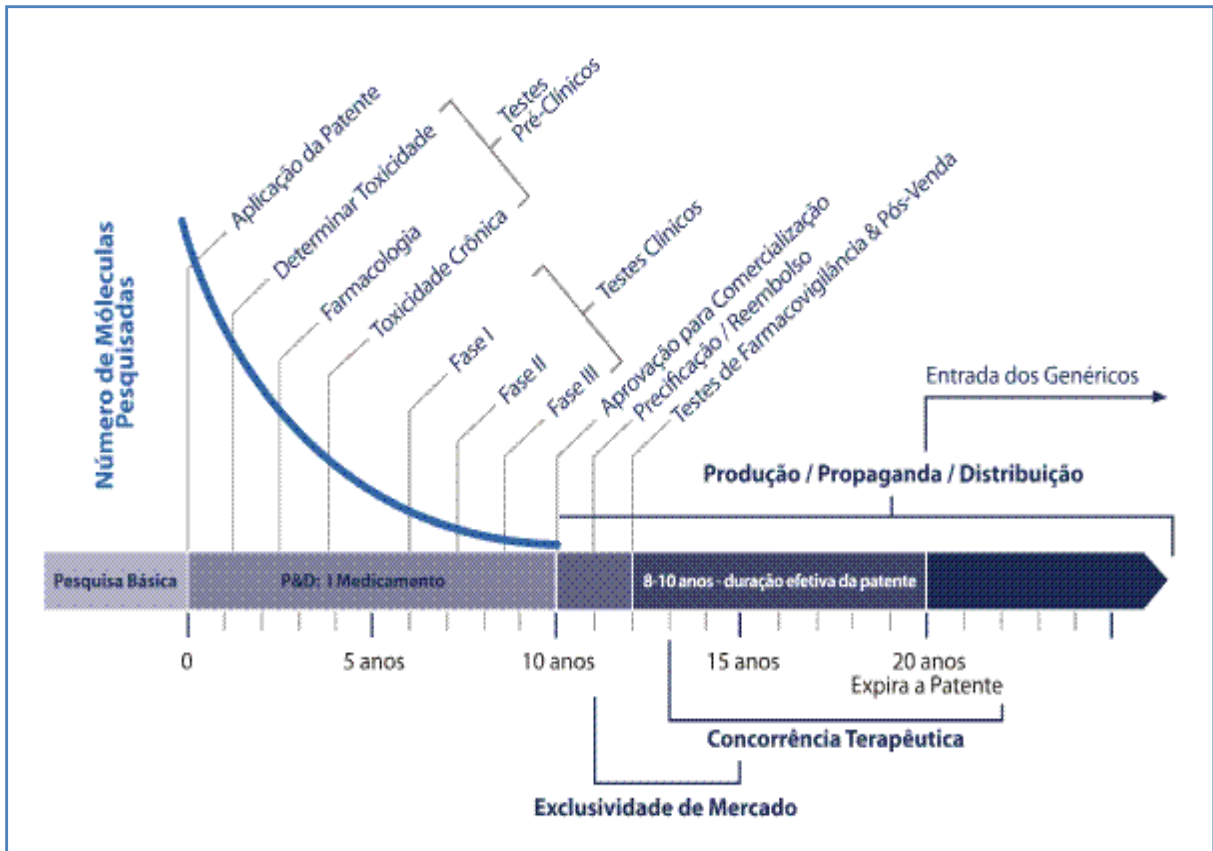 Número de Móleculas
Pesquisadas
Aplicação da Patente
Determinar Toxicidade
Farmacologia
Toxicidade Crônica
Testes
Pré-Clínicos
Fase I
Fase II
Fase III
Testes Clínicos
Aprovação para Comercialização
Precificação / Reembolso
Testes de Farmacovigilância & Pós-Venda
Entrada dos Genéricos
Produção / Propaganda / Distribuição
Pesquisa Básica
P&D: I Medicamento
8-10 anos - duração efetiva da patente
0
5 anos
10 anos
15 anos
20 anos
Expira a Patente
Concorrência Terapêutica
Exclusividade de Mercado